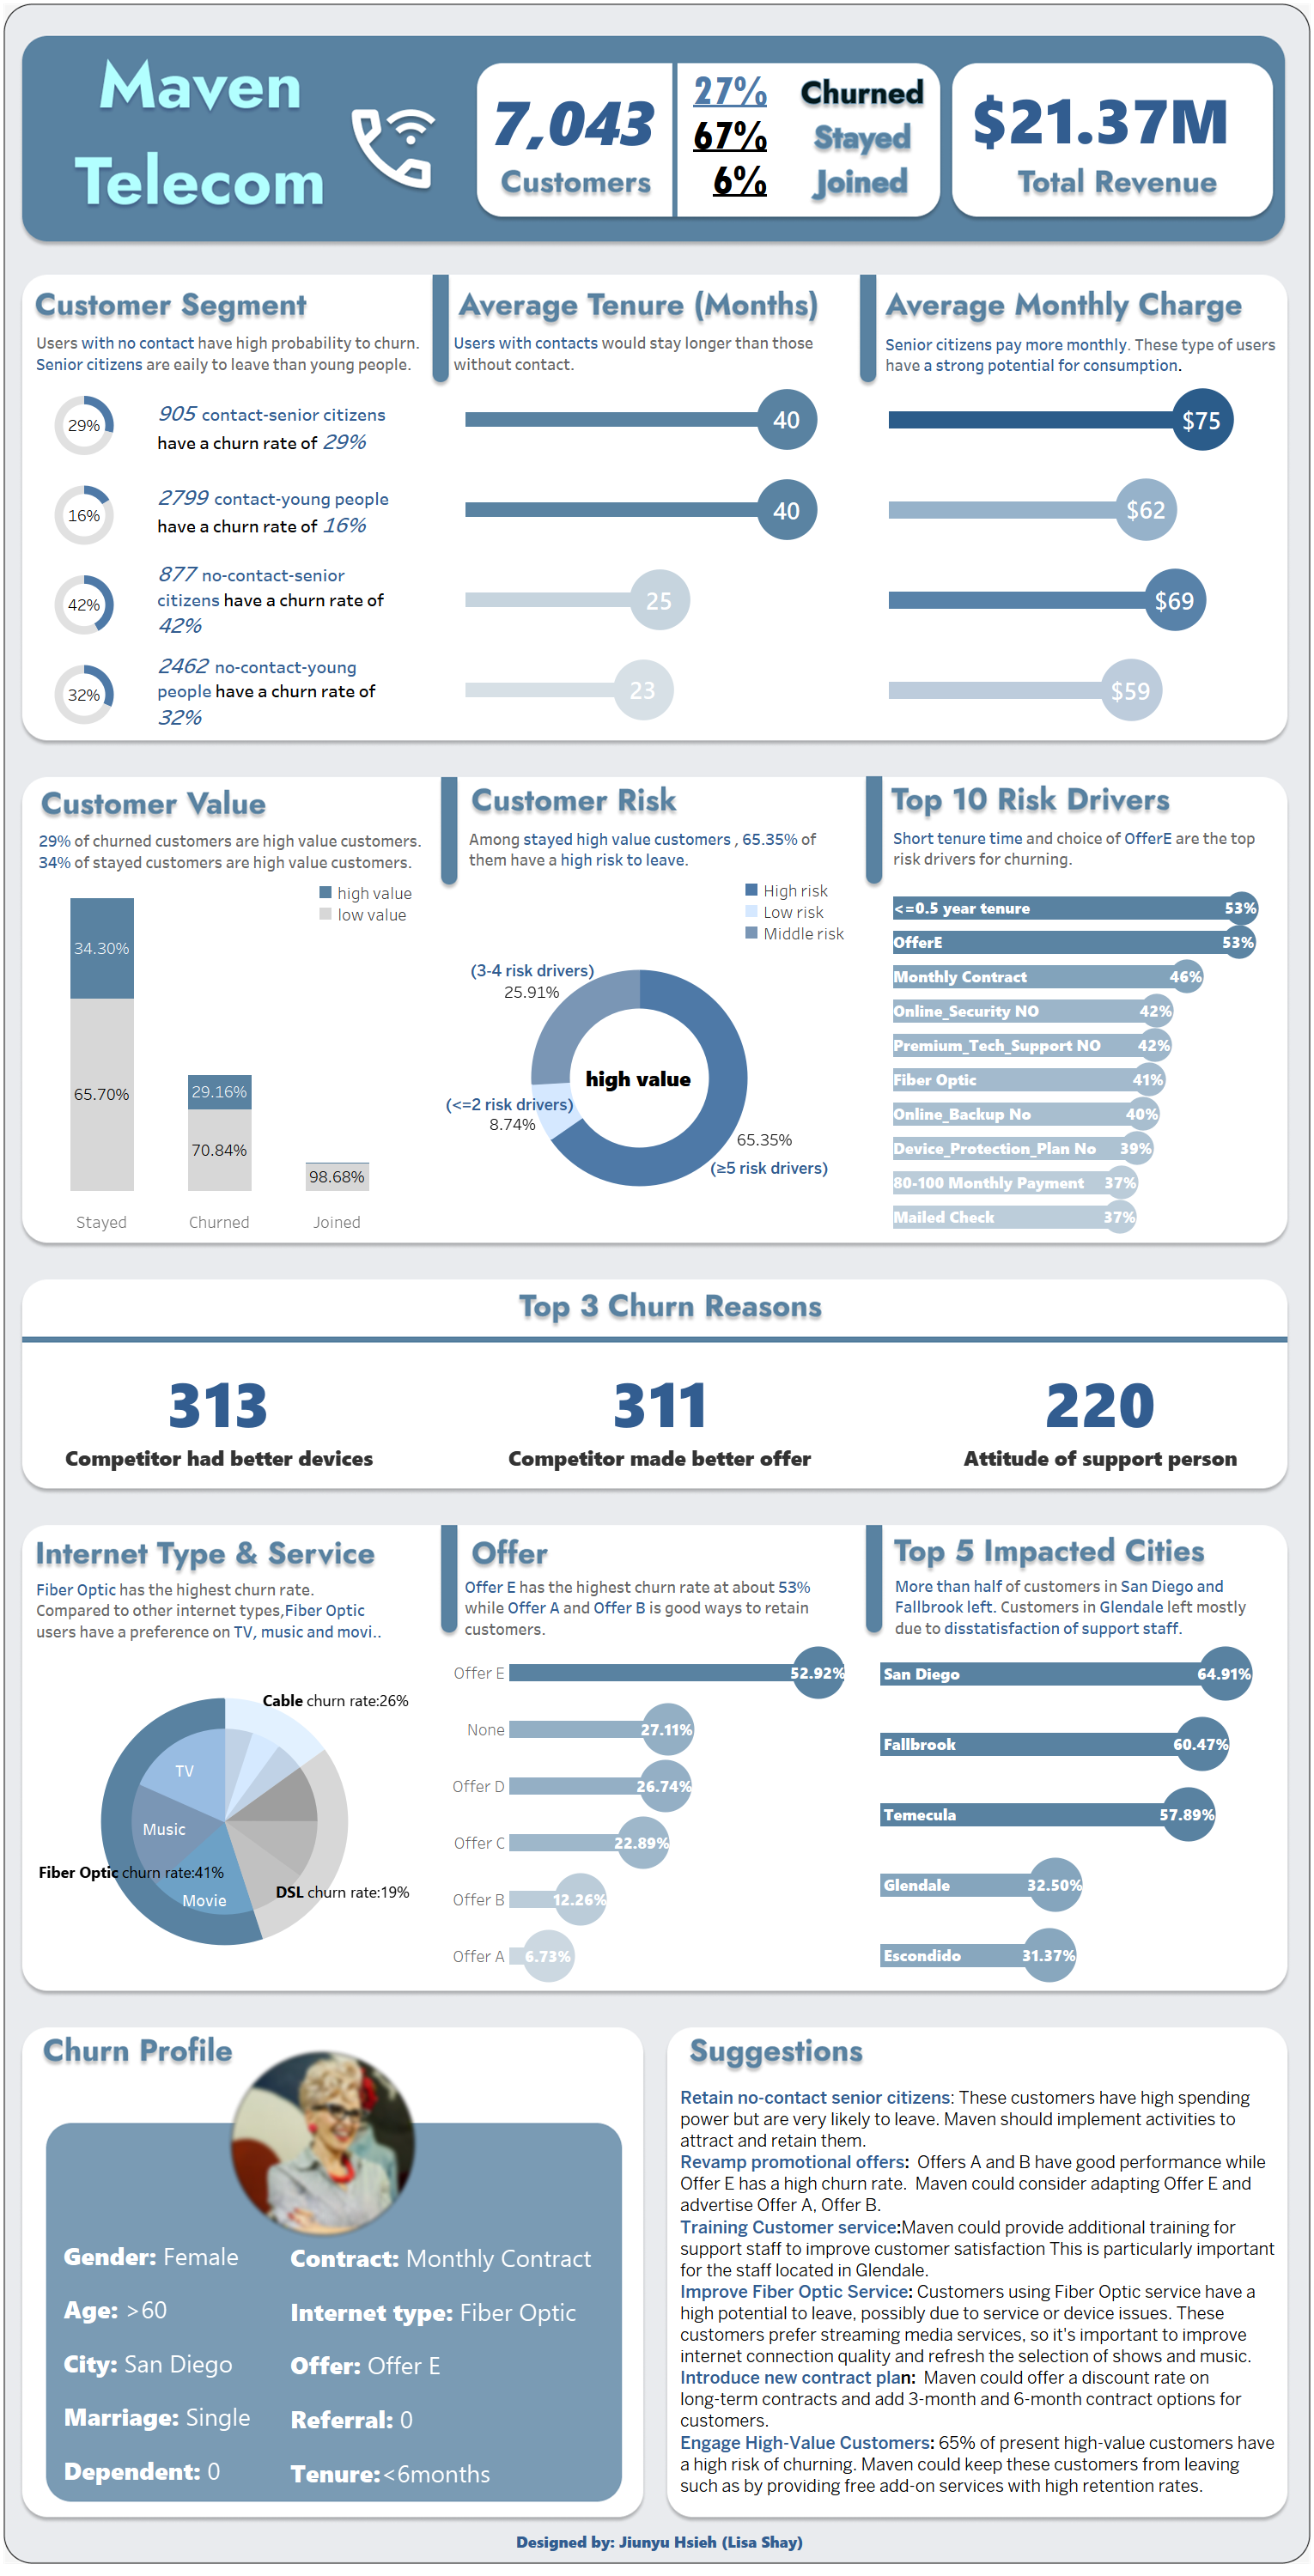 Maven
Telecom
7,043
Customers
27% Churned
67% Stayed
6% Joined
$21.37M
Total Revenue
Customer Segment
Users with no contact have high probability to churn.
Senior citizens are eaily to leave than young people.
29%
905 contact-senior citizens
have a churn rate of 29%
16%
2799 contact-young people
have a churn rate of 16%
42%
877 no-contact-senior
citizens have a churn rate of
42%
32%
2462 no-contact-young
people have a churn rate of
32%
Average Tenure (Months)
Users with contacts would stay longer than those
without contact.
40
40
25
23
Average Monthly Charge
Senior citizens pay more monthly. These type of users
have a strong potential for consumption.
$75
$62
$69
$59
Customer Value
29% of churned customers are high value customers.
34% of stayed customers are high value customers.
high value
low value
34.30%
65.70%
29.16%
70.84%
98.68%
Stayed
Churned
Joined
Customer Risk
Among stayed high value customers , 65.35% of
them have a high risk to leave.
High risk
Low risk
Middle risk
(3-4 risk drivers)
25.91%
high value
(<=2 risk drivers)
8.74%
65.35%
(≥5 risk drivers)
Top 10 Risk Drivers
Short tenure time and choice of OfferE are the top
risk drivers for churning.
<=0.5 year tenure 53%
OfferE 53%
Monthly Contract 46%
Online_Security NO 42%
Premium_Tech_Support NO 42%
Fiber Optic 41%
Online_Backup No 40%
Device_Protection_Plan No 39%
80-100 Monthly Payment 37%
Mailed Check 37%
Top 3 Churn Reasons
313
Competitor had better devices
311
Competitor made better offer
220
Attitude of support person
Internet Type & Service
Fiber Optic has the highest churn rate.
Compared to other internet types,Fiber Optic
users have a preference on TV, music and movi..
Cable churn rate:26%
TV
Music
Fiber Optic churn rate:41%
DSL churn rate:19%
Movie
Offer
Offer E has the highest churn rate at about 53%
while Offer A and Offer B is good ways to retain
customers.
Offer E 52.92%
None 27.11%
Offer D 26.74%
Offer C 22.89%
Offer B 12.26%
Offer A 6.73%
Top 5 Impacted Cities
More than half of customers in San Diego and
Fallbrook left. Customers in Glendale left mostly
due to disstatisfaction of support staff.
San Diego 64.91%
Fallbrook 60.47%
Temecula 57.89%
Glendale 32.50%
Escondido 31.37%
Churn Profile
Gender: Female
Age: >60
City: San Diego
Marriage: Single
Dependent: 0
Contract: Monthly Contract
Internet type: Fiber Optic
Offer: Offer E
Referral: 0
Tenure:<6months
Suggestions
Retain no-contact senior citizens: These customers have high spending
power but are very likely to leave. Maven should implement activities to
attract and retain them.
Revamp promotional offers: Offers A and B have good performance while
Offer E has a high churn rate. Maven could consider adapting Offer E and
advertise Offer A, Offer B.
Training Customer service:Maven could provide additional training for
support staff to improve customer satisfaction This is particularly important
for the staff located in Glendale.
Improve Fiber Optic Service: Customers using Fiber Optic service have a
high potential to leave, possibly due to service or device issues. These
customers prefer streaming media services, so it's important to improve
internet connection quality and refresh the selection of shows and music.
Introduce new contract plan: Maven could offer a discount rate on
long-term contracts and add 3-month and 6-month contract options for
customers.
Engage High-Value Customers: 65% of present high-value customers have
a high risk of churning. Maven could keep these customers from leaving
such as by providing free add-on services with high retention rates.
Designed by: Jiunyu Hsieh (Lisa Shay)